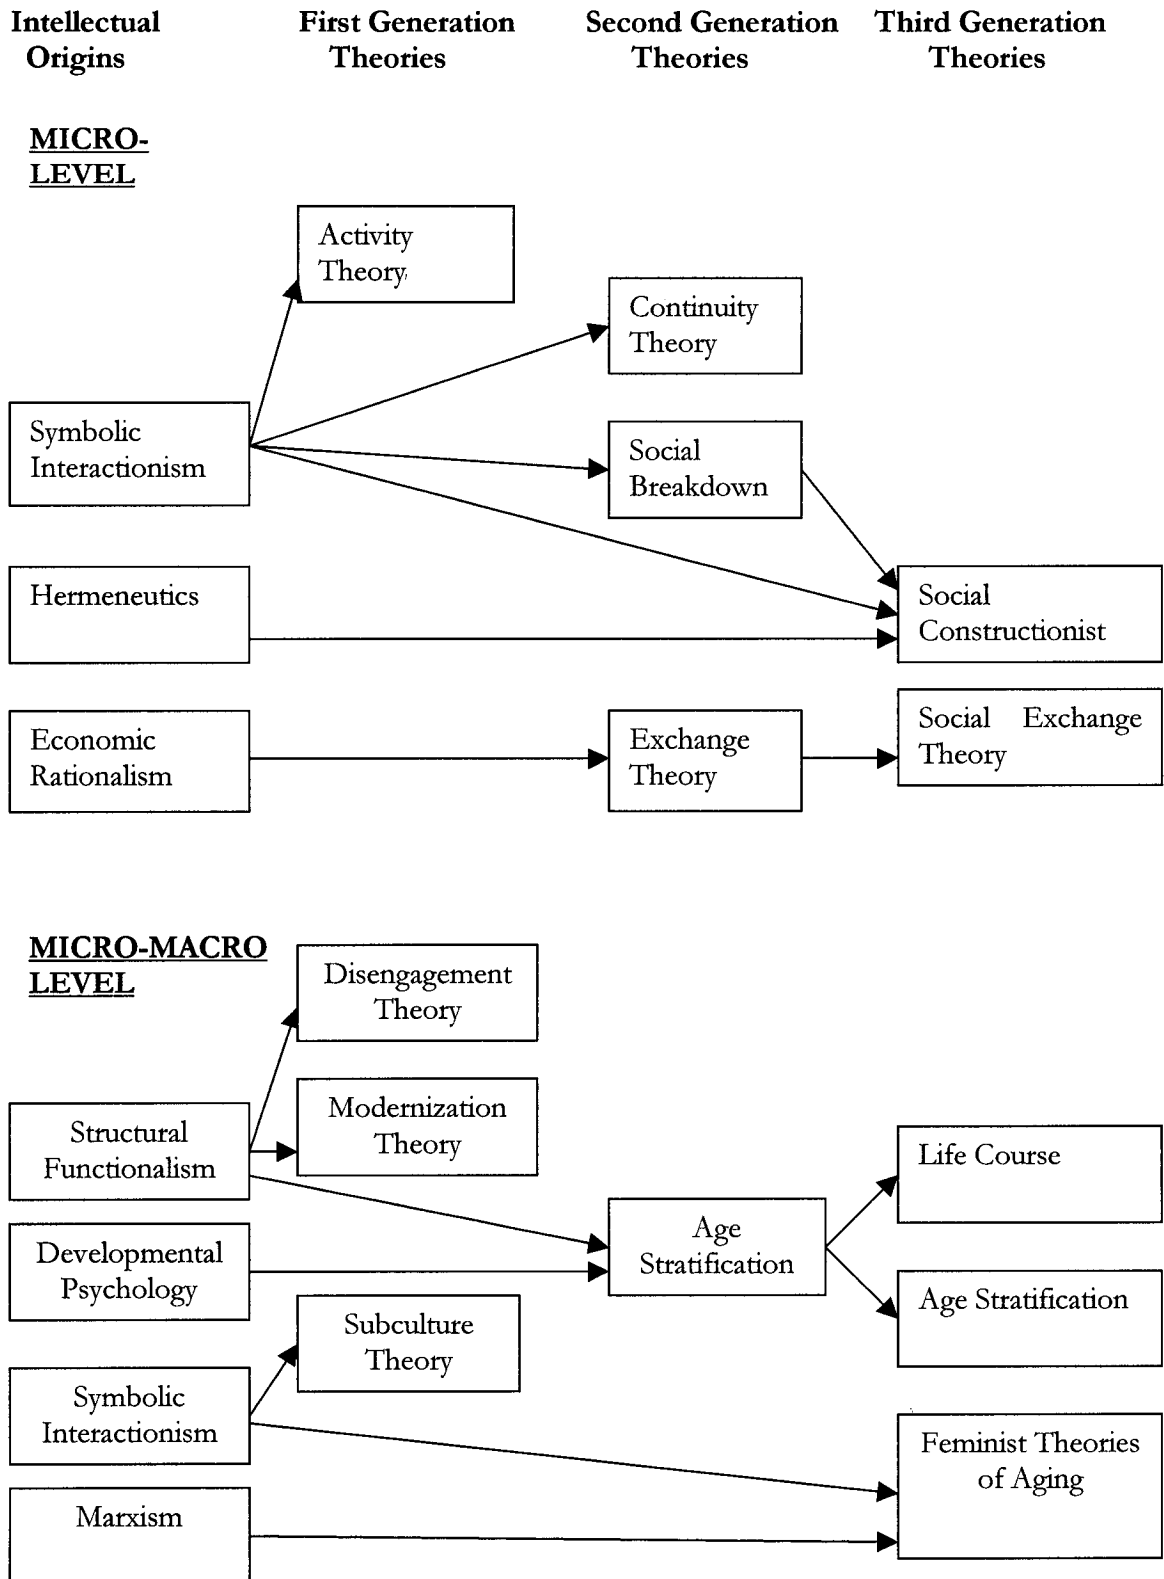 Intellectual
Origins
First Generation
Theories
Second Generation
Theories
Third Generation
Theories
MICRO-
LEVEL
Activity
Theory
Continuity
Theory
Symbolic
Interactionism
Social
Breakdown
Hermeneutics
Social
Constructionist
Economic
Rationalism
Exchange
Theory
Social Exchange
Theory
MICRO-MACRO
LEVEL
Disengagement
Theory
Modernization
Theory
Structural
Functionalism
Life Course
Age
Stratification
Developmental
Psychology
Age Stratification
Subculture
Theory
Symbolic
Interactionism
Feminist Theories
of Aging
Marxism